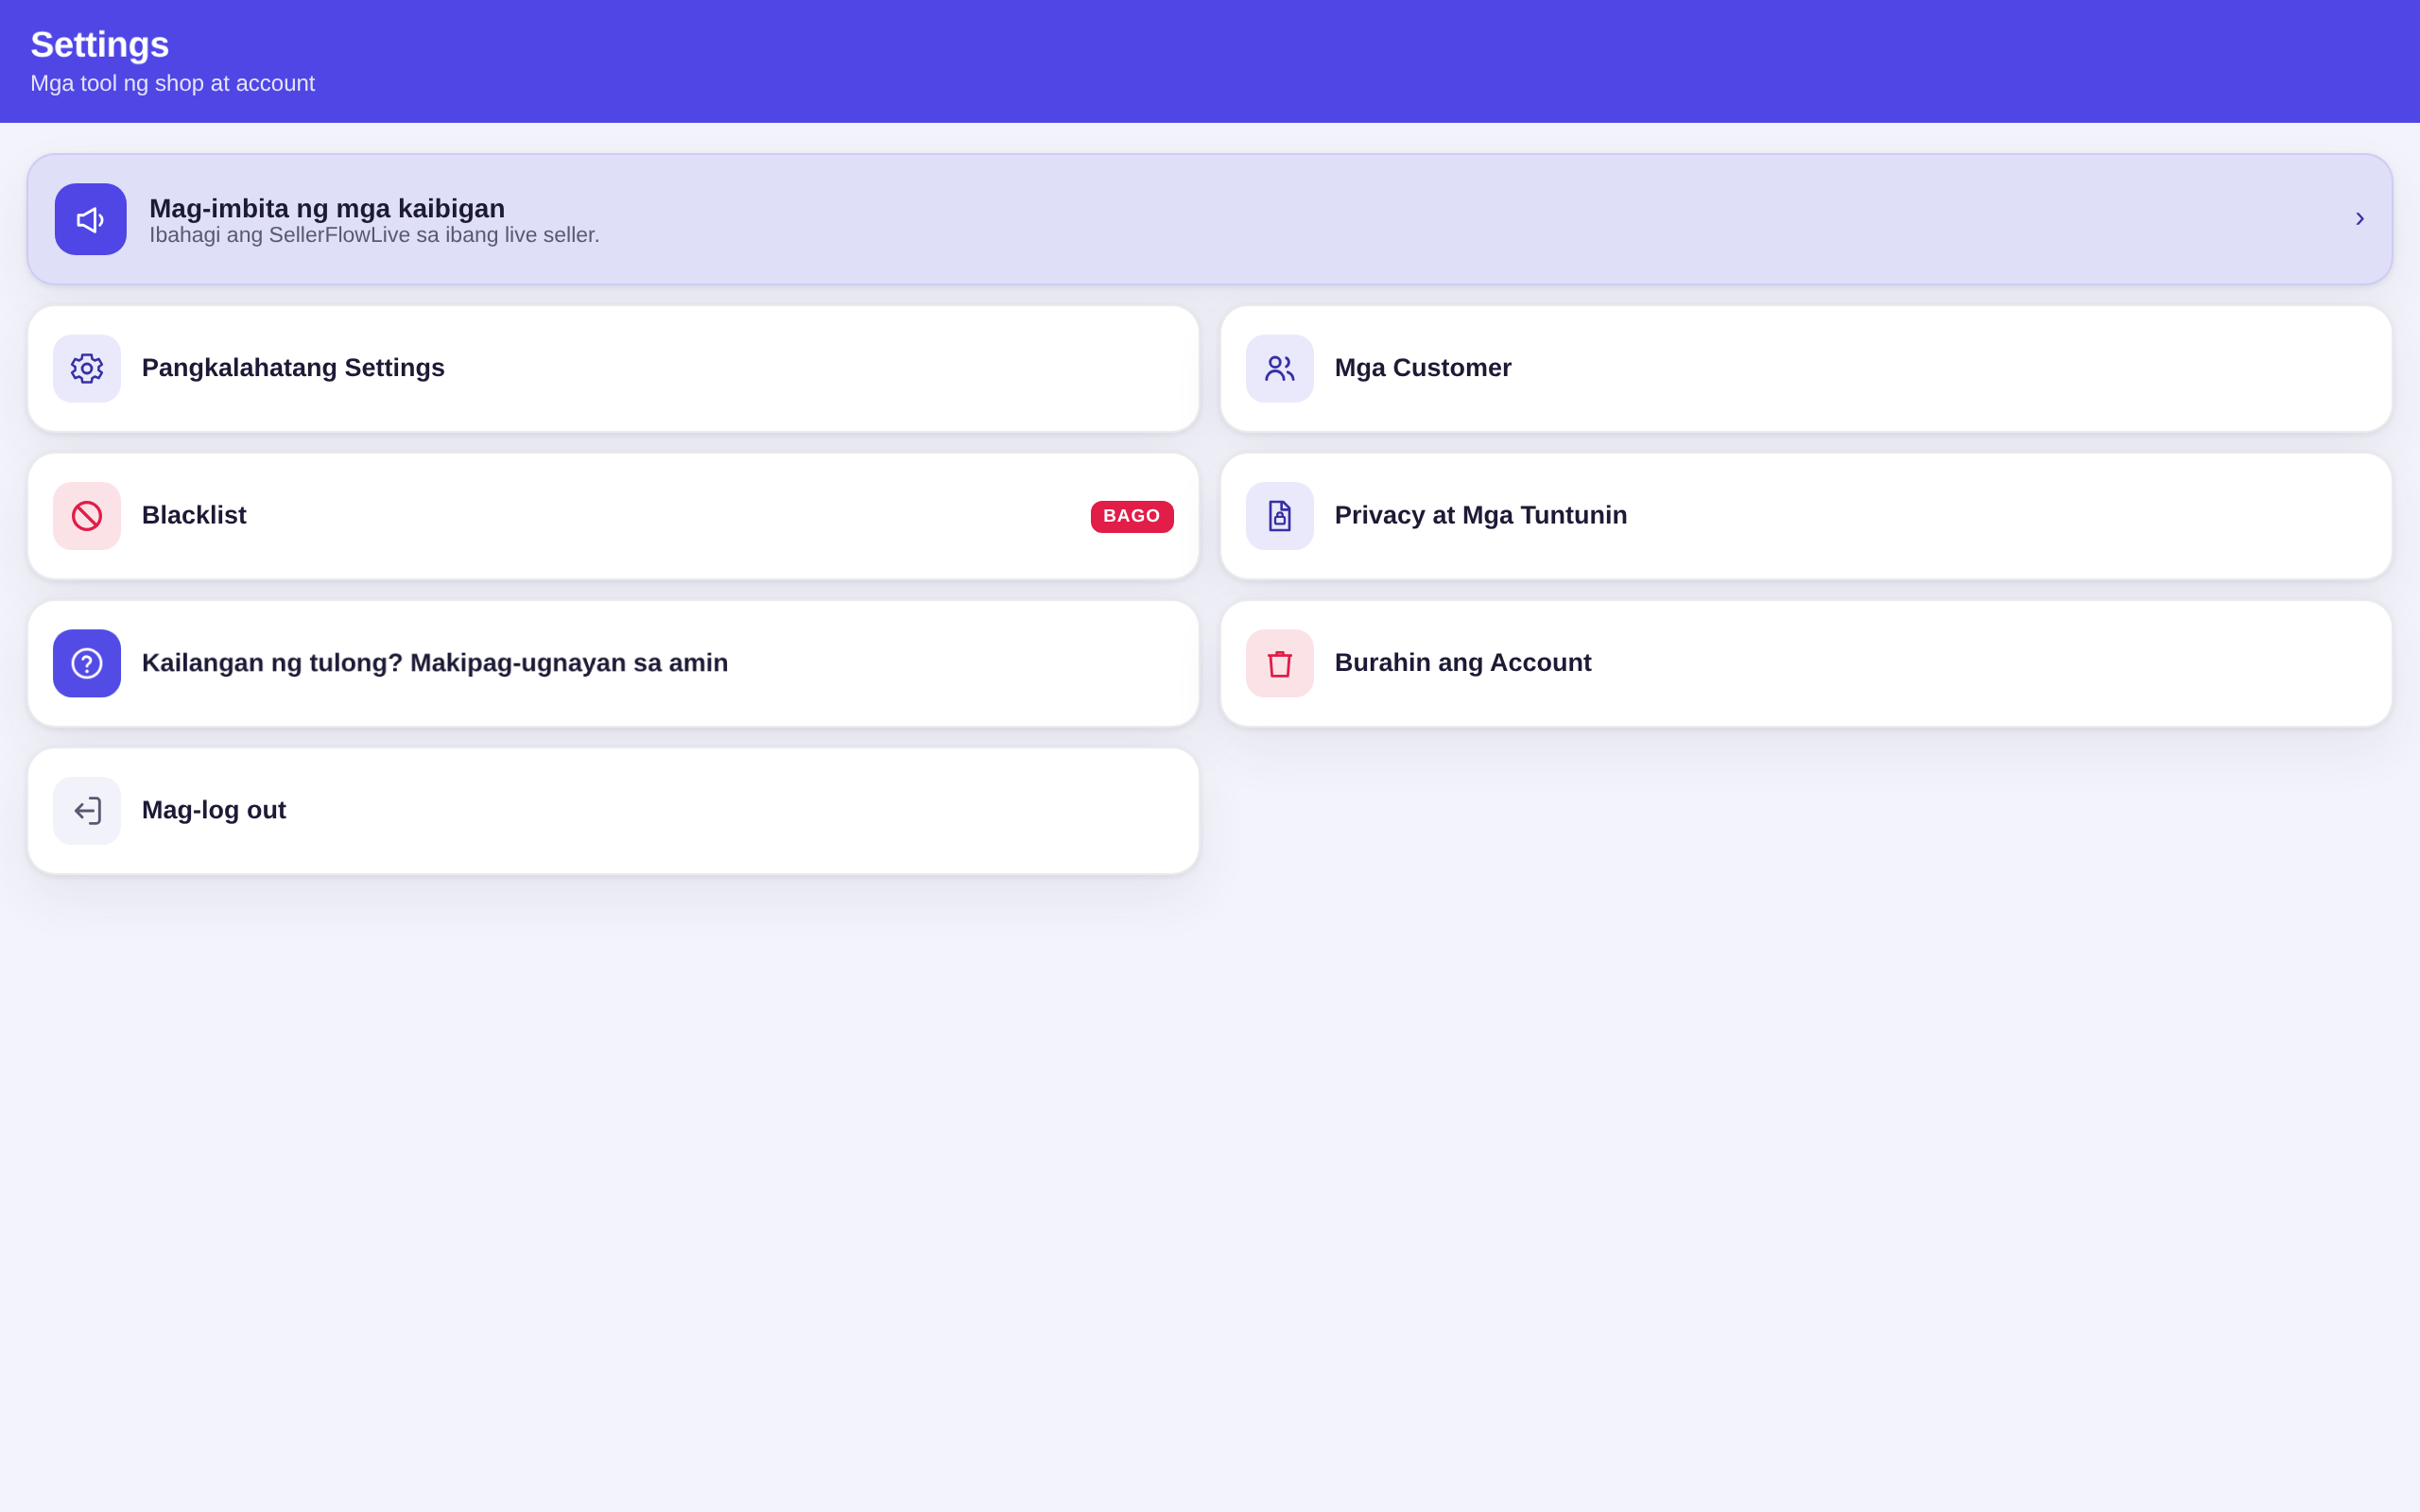 Settings
Mga tool ng shop at account
Mag-imbita ng mga kaibigan
Ibahagi ang SellerFlowLive sa ibang live seller.
Pangkalahatang Settings
Mga Customer
Blacklist
BAGO
Privacy at Mga Tuntunin
Kailangan ng tulong? Makipag-ugnayan sa amin
Burahin ang Account
Mag-log out